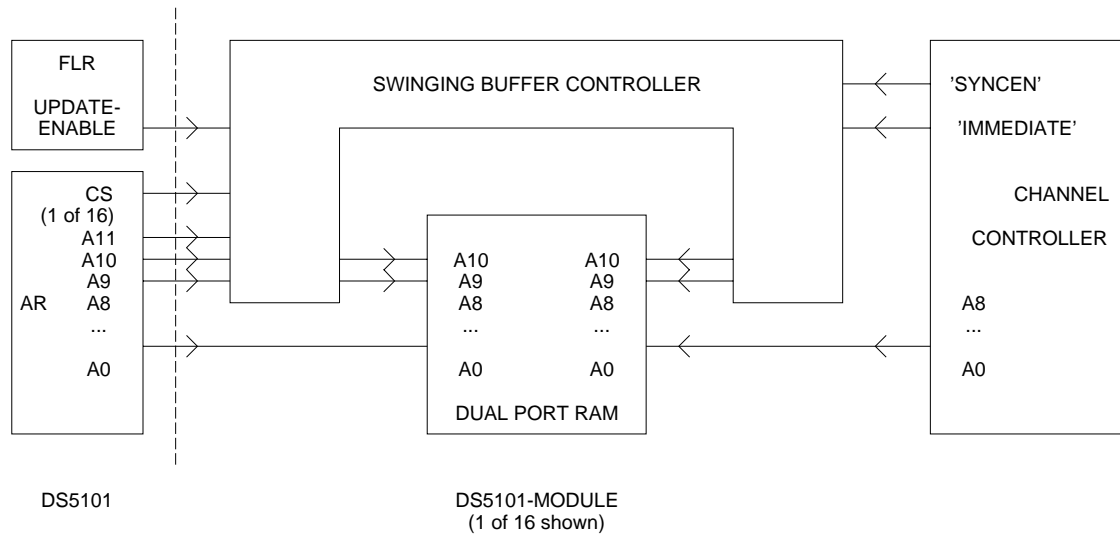 FLR
UPDATE-
ENABLE
CS
(1 of 16)
A11
A10
A9
AR A8
...
A0
SWINGING BUFFER CONTROLLER
A10 A10
A9 A9
A8 A8
... ...
A0 A0
DUAL PORT RAM
'SYNCEN'
'IMMEDIATE'
CHANNEL
CONTROLLER
A8
...
A0
DS5101
DS5101-MODULE
(1 of 16 shown)